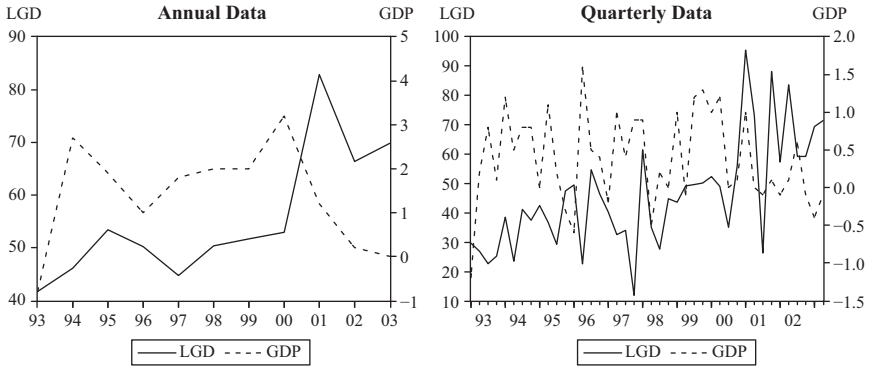 LGD Annual Data GDP
90 5
80 4
3
70 2
60 1
50 0
40 −1
93 94 95 96 97 98 99 00 01 02 03
LGD GDP
LGD Quarterly Data GDP
100 2.0
90 1.5
80
70 1.0
60 0.5
50 0.0
40 −0.5
30
20 −1.0
10 −1.5
93 94 95 96 97 98 99 00 01 02
LGD GDP